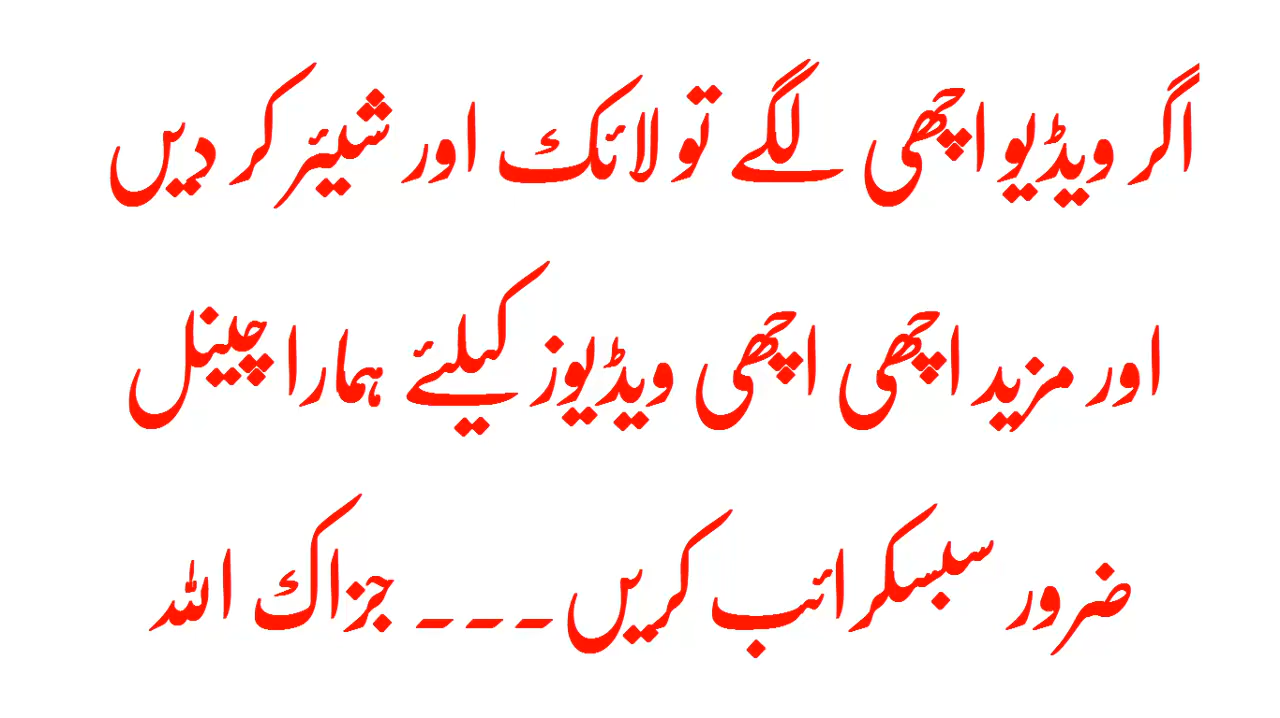 اگر ویڈیو اچھی لگے تو لائک اور شیئر کر دیں
اور مزید اچھی اچھی ویڈیوز کیلئے ہمارا چینل
ضرور سبسکرائب کریں۔۔۔ جزاک اللہ